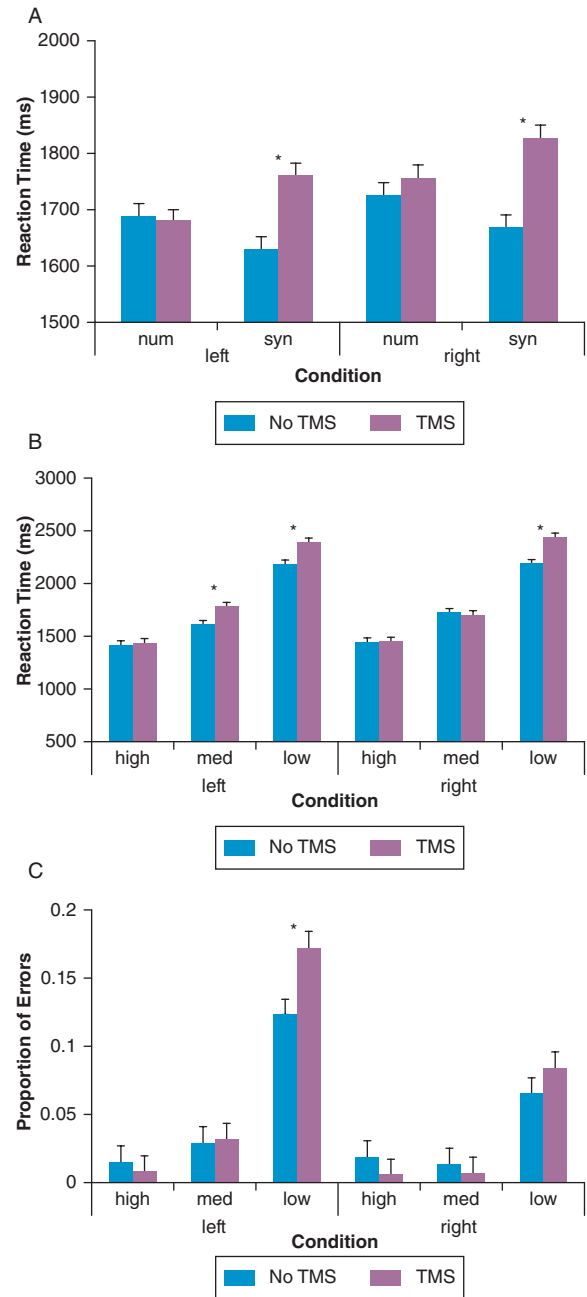 A
Reaction Time (ms)
2000
1900
1800
1700
1600
1500
*
*
num syn num syn
left right
Condition
No TMS TMS
B
Reaction Time (ms)
3000
2500
2000
1500
1000
500
*
*
*
high med low high med low
left right
Condition
No TMS TMS
C
Proportion of Errors
0.2
0.15
0.1
0.05
0
*
high med low high med low
left right
Condition
No TMS TMS